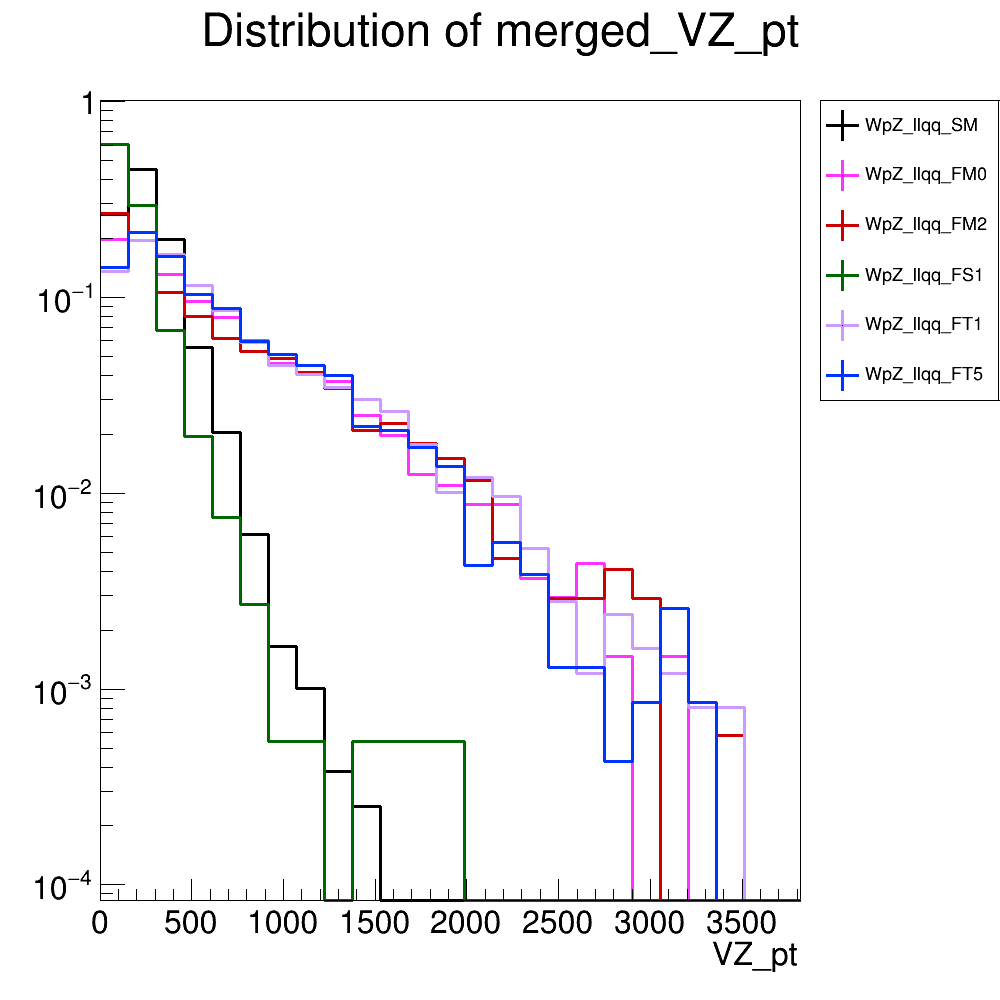 Distribution of merged_VZ_pt
1
10⁻¹
10⁻²
10⁻³
10⁻⁴
0 500 1000 1500 2000 2500 3000 3500
VZ_pt
WpZ_llqq_SM
WpZ_llqq_FM0
WpZ_llqq_FM2
WpZ_llqq_FS1
WpZ_llqq_FT1
WpZ_llqq_FT5